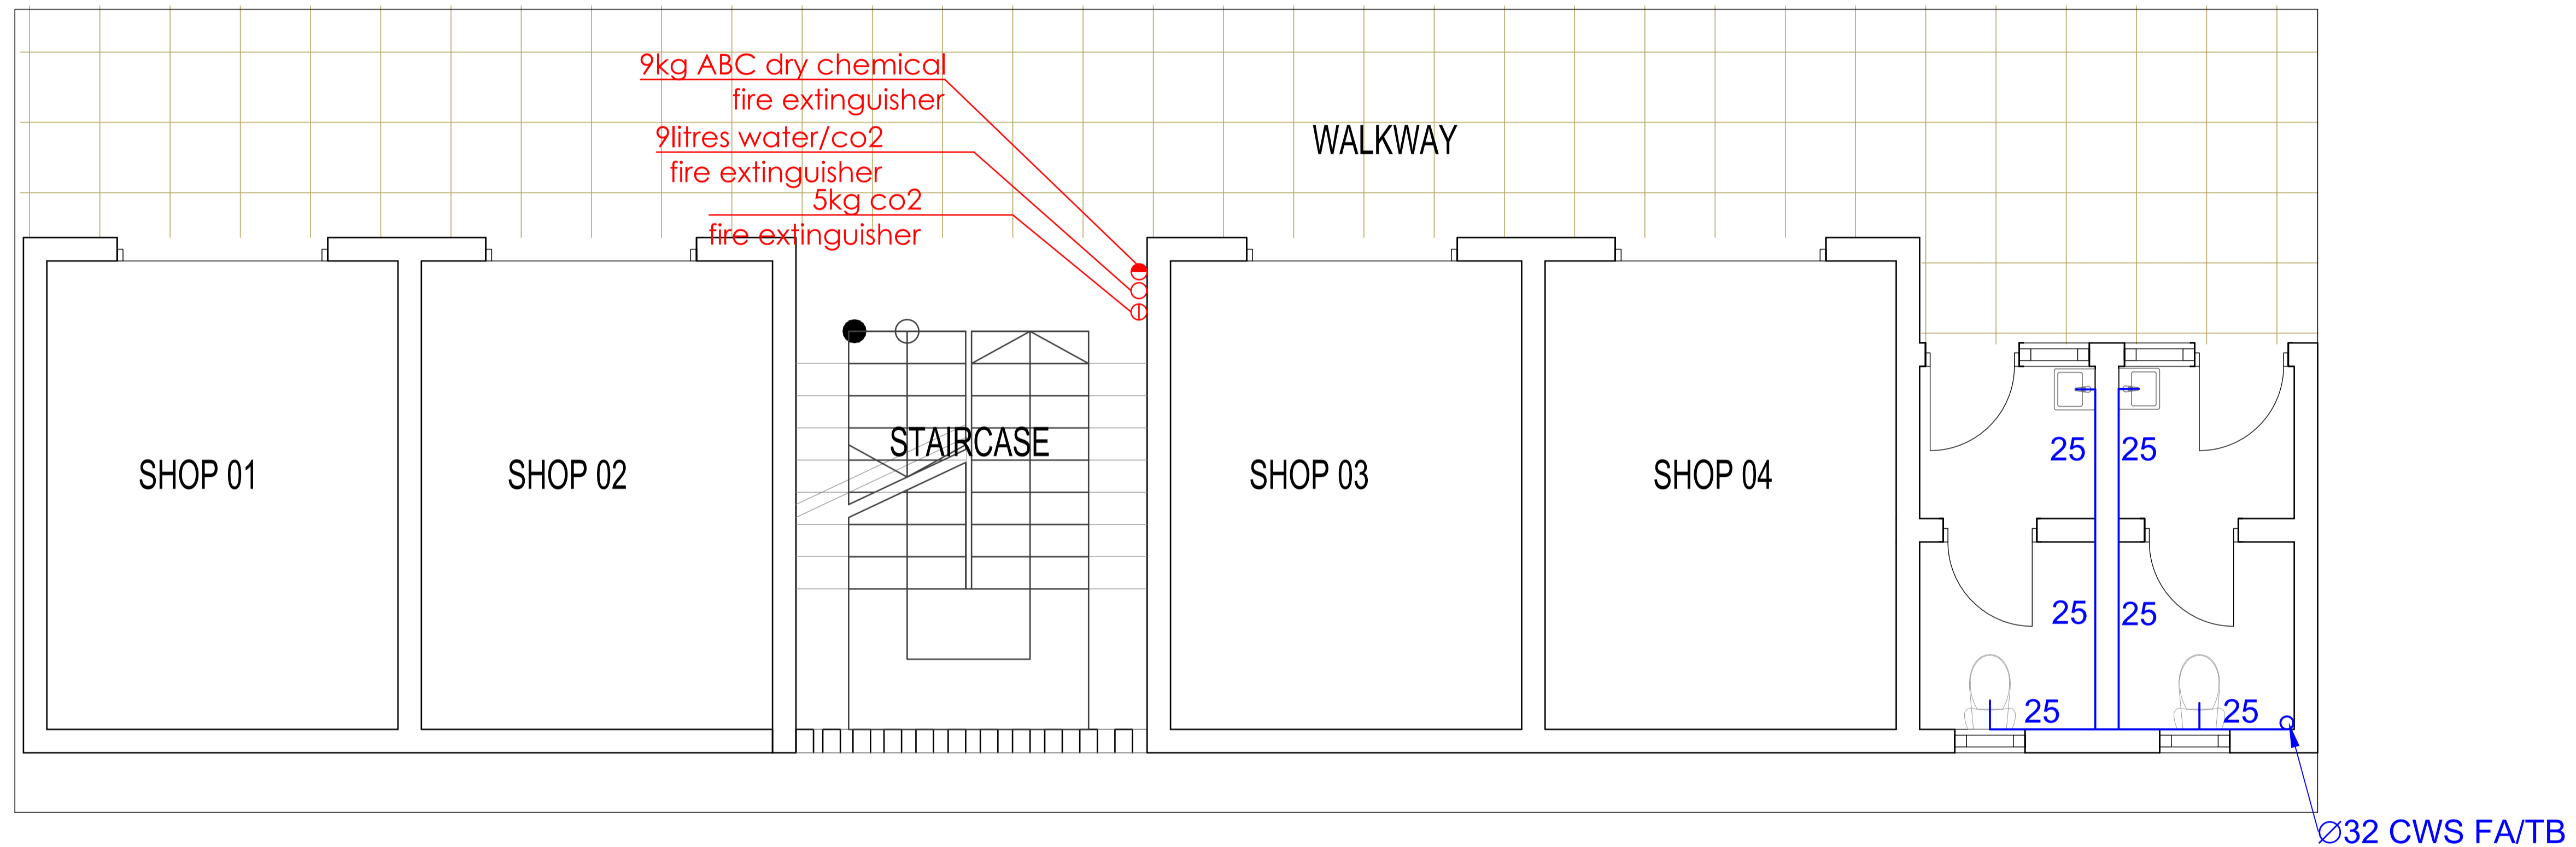 9kg ABC dry chemical
fire extinguisher
9litres water/co2
fire extinguisher
5kg co2
fire extinguisher
WALKWAY
STAIRCASE
SHOP 01
SHOP 02
SHOP 03
SHOP 04
25
25
25
25
25
25
Ø32 CWS FA/TB